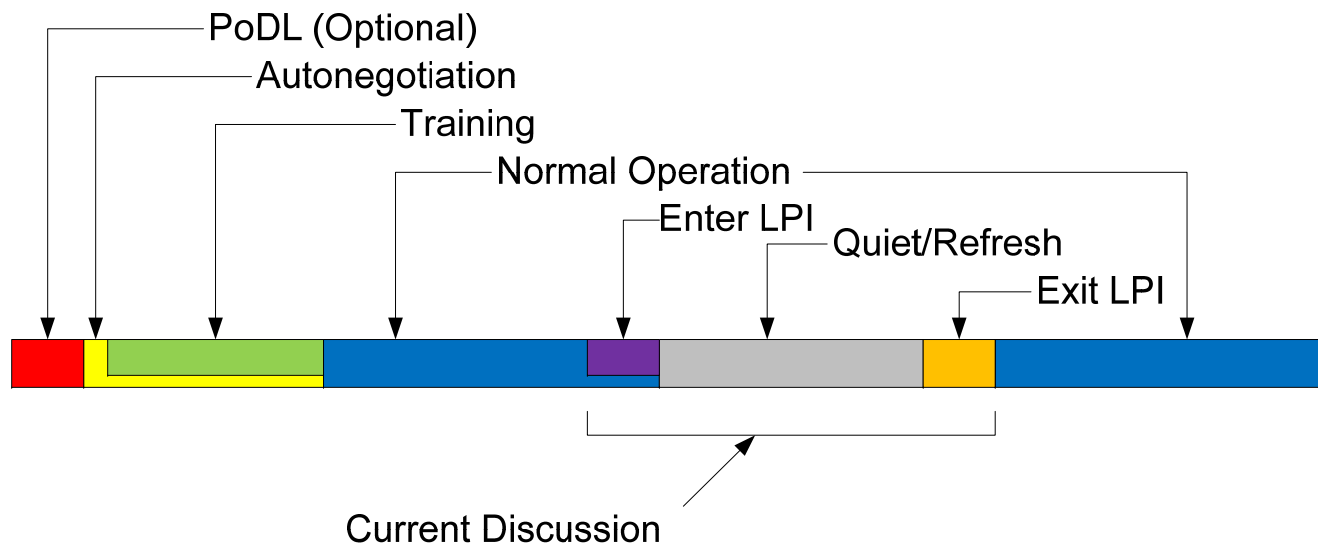 PoDL (Optional)
Autonegotiation
Training
Normal Operation
Enter LPI
Quiet/Refresh
Exit LPI
Current Discussion